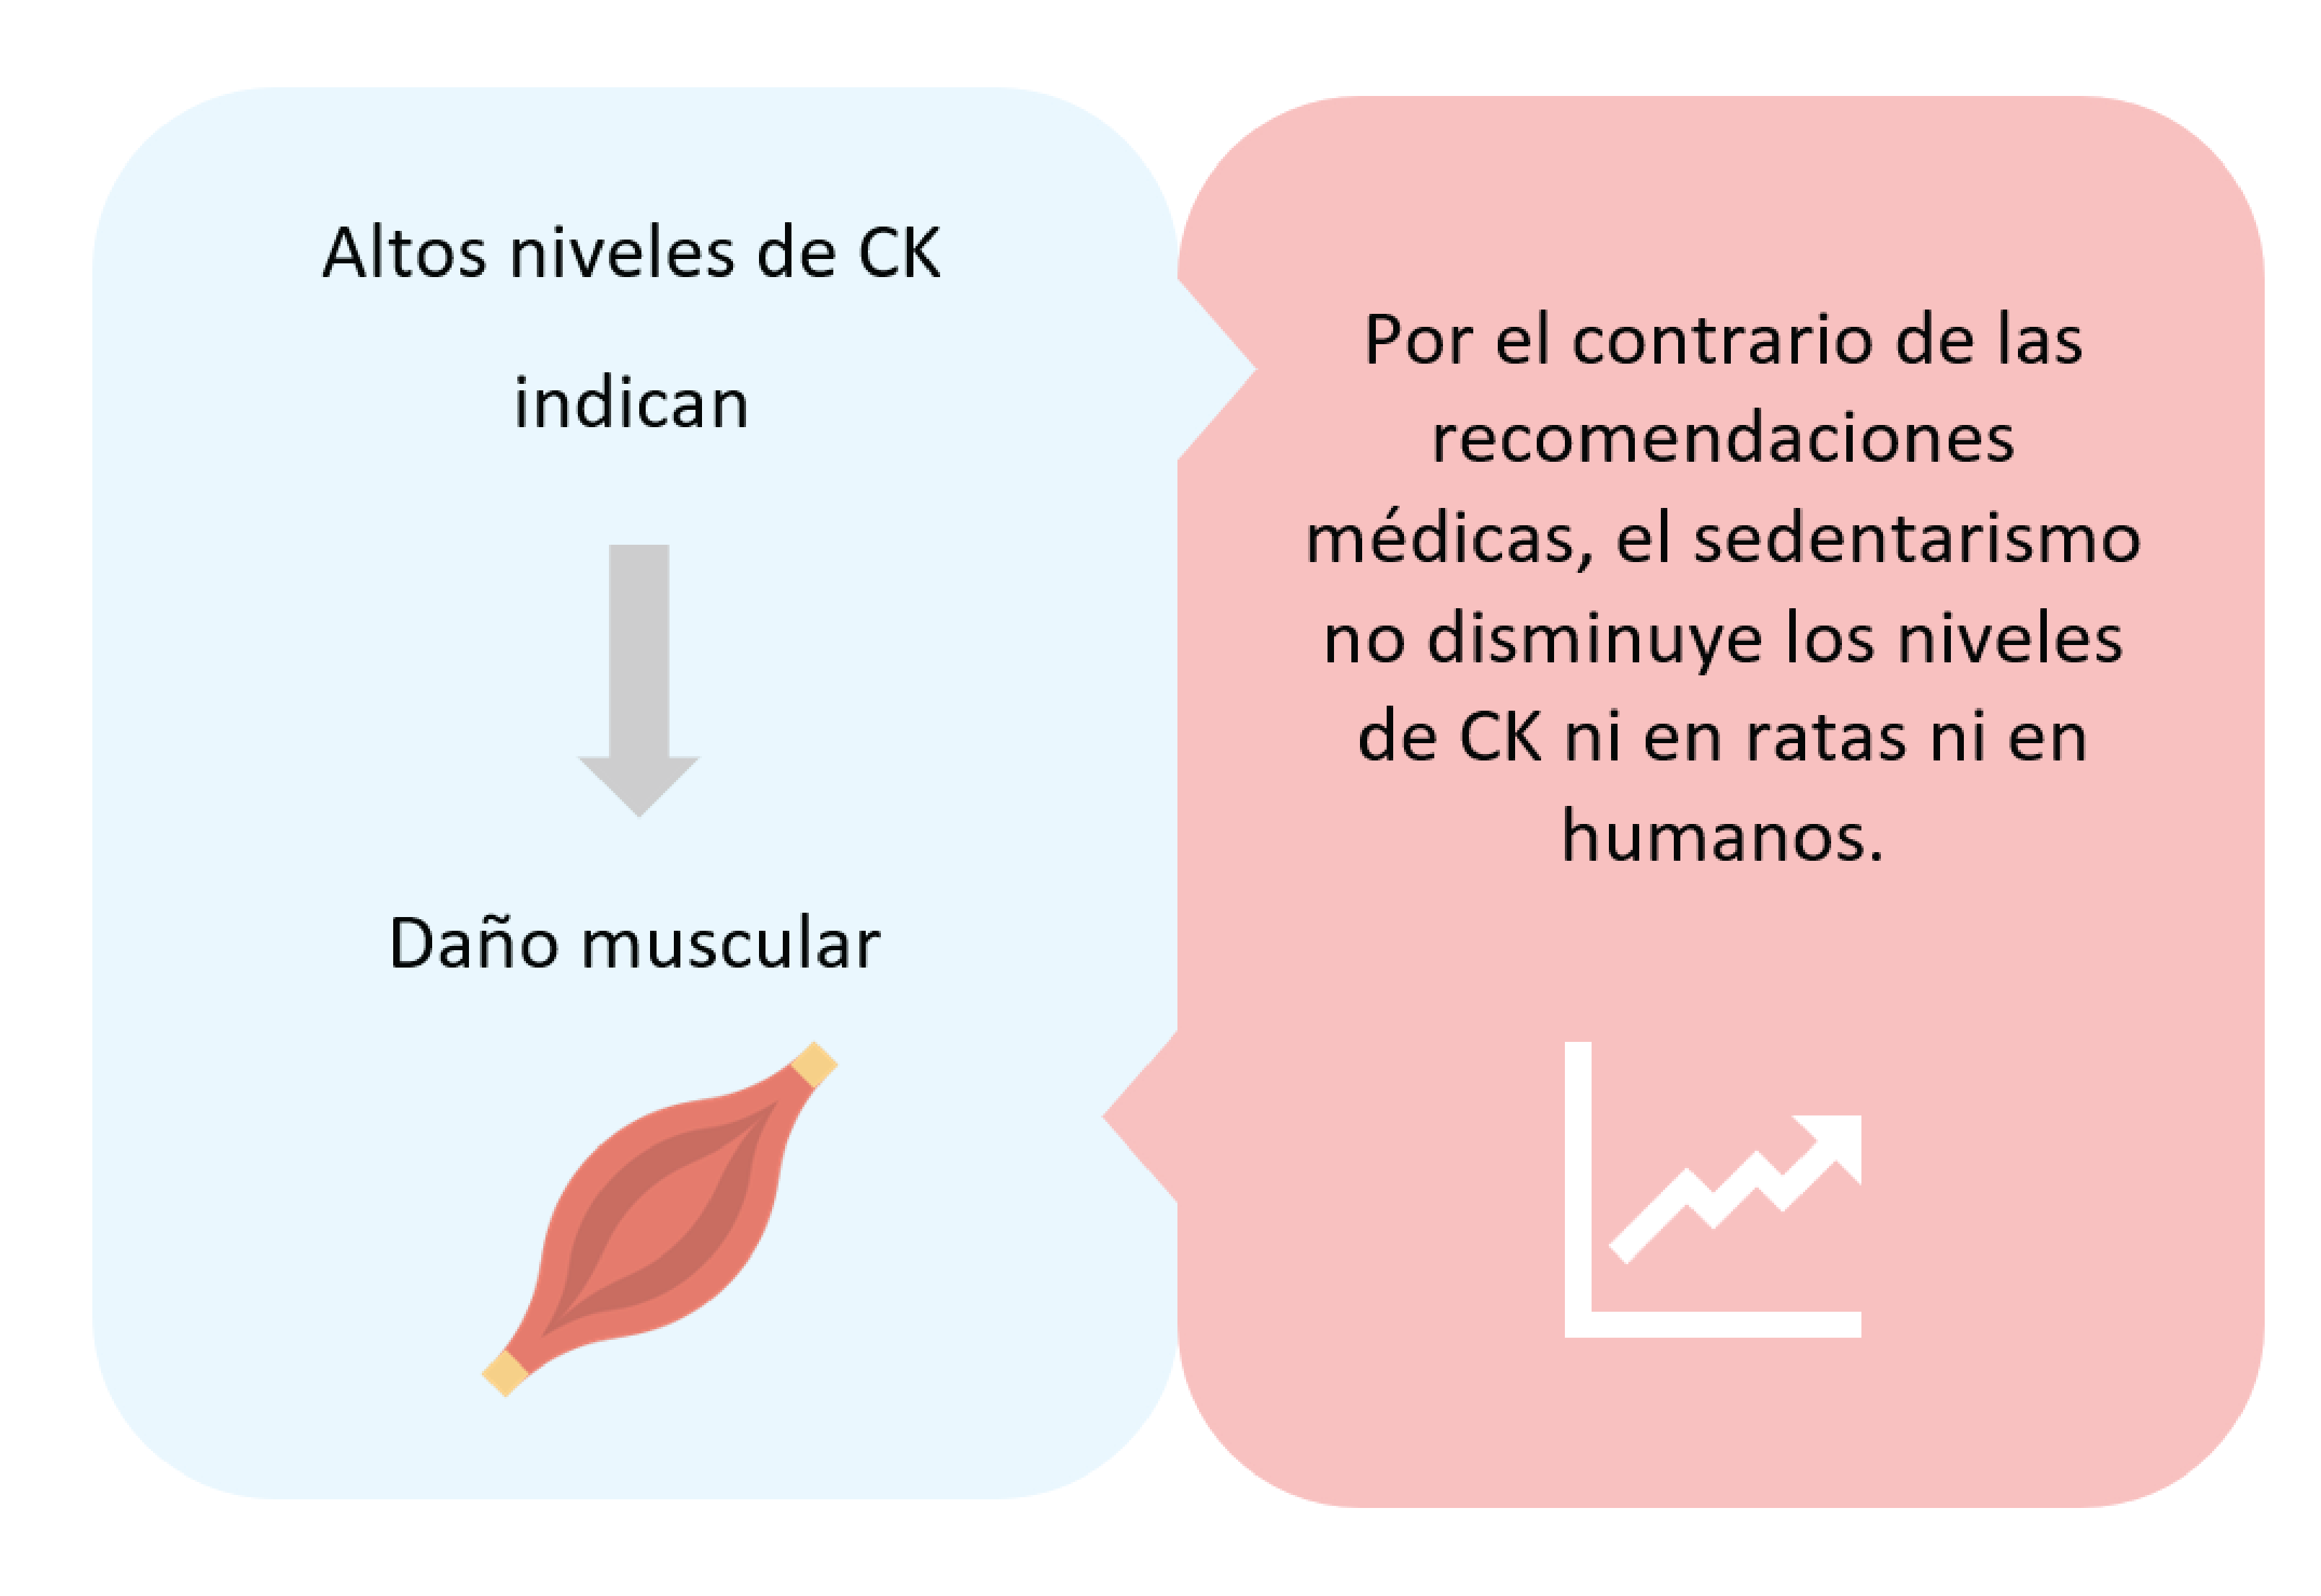 Altos niveles de CK
indican
Daño muscular
Por el contrario de las
recomendaciones
médicas, el sedentarismo
no disminuye los niveles
de CK ni en ratas ni en
humanos.